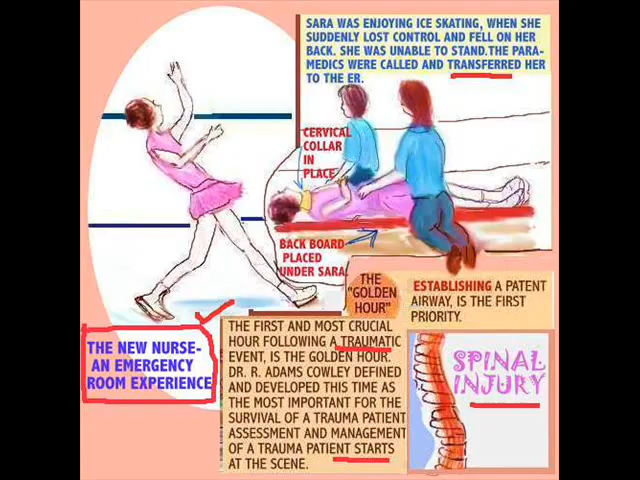 SARA WAS ENJOYING ICE SKATING, WHEN SHE
SUDDENLY LOST CONTROL AND FELL ON HER
BACK. SHE WAS UNABLE TO STAND.THE PARA-
MEDICS WERE CALLED AND TRANSFERRED HER
TO THE ER.
CERVICAL
COLLAR
IN
PLACE
BACK BOARD
PLACED
UNDER SARA
THE
"GOLDEN
HOUR"
ESTABLISHING A PATENT
AIRWAY, IS THE FIRST
PRIORITY.
THE NEW NURSE-
AN EMERGENCY
ROOM EXPERIENCE
THE FIRST AND MOST CRUCIAL
HOUR FOLLOWING A TRAUMATIC
EVENT, IS THE GOLDEN HOUR.
DR. R. ADAMS COWLEY DEFINED
AND DEVELOPED THIS TIME AS
THE MOST IMPORTANT FOR THE
SURVIVAL OF A TRAUMA PATIENT
ASSESSMENT AND MANAGEMENT
OF A TRAUMA PATIENT STARTS
AT THE SCENE.
SPINAL
INJURY